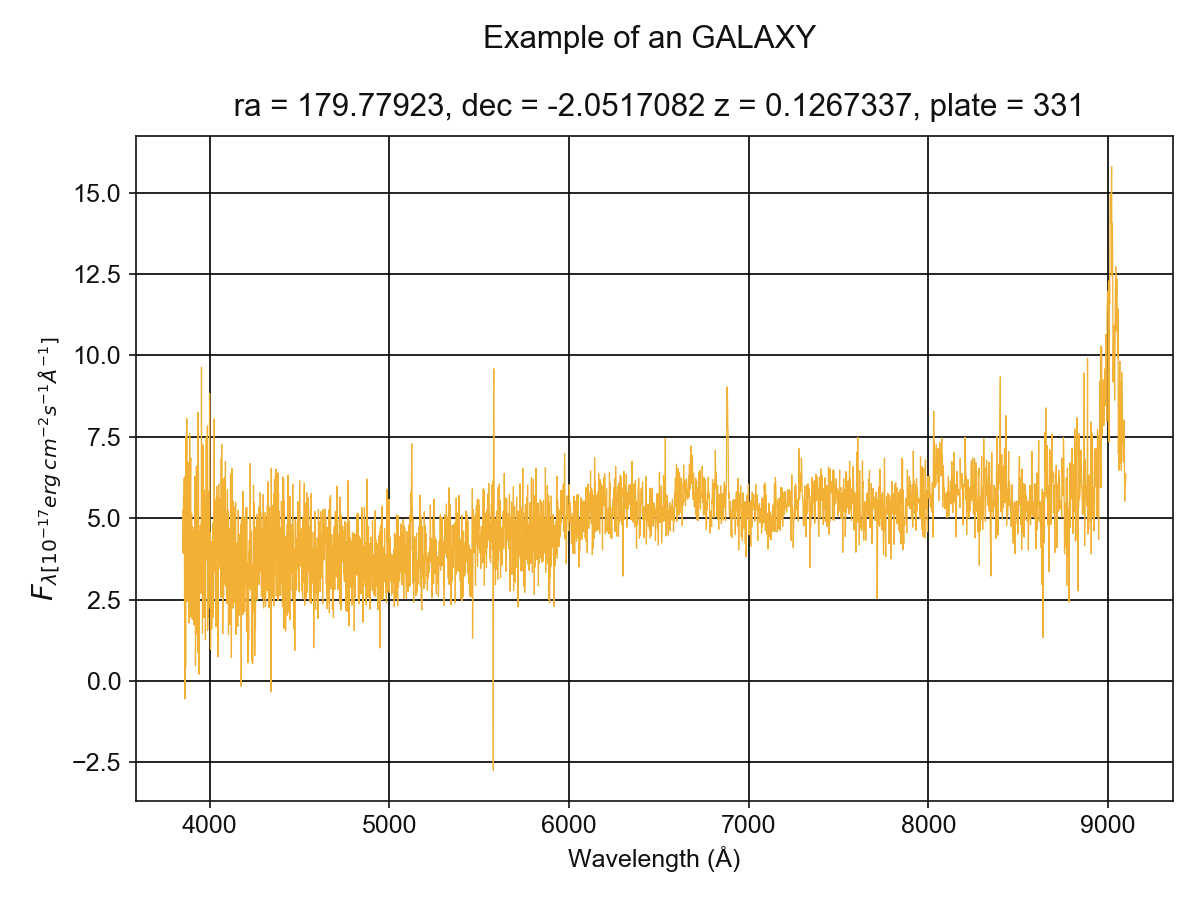 Example of an GALAXY
ra = 179.77923, dec = -2.0517082 z = 0.1267337, plate = 331
15.0
12.5
10.0
7.5
5.0
2.5
0.0
−2.5
F_{λ[10^{−17}erg cm^{−2}s^{−1}Å^{−1}]}
4000 5000 6000 7000 8000 9000
Wavelength (Å)